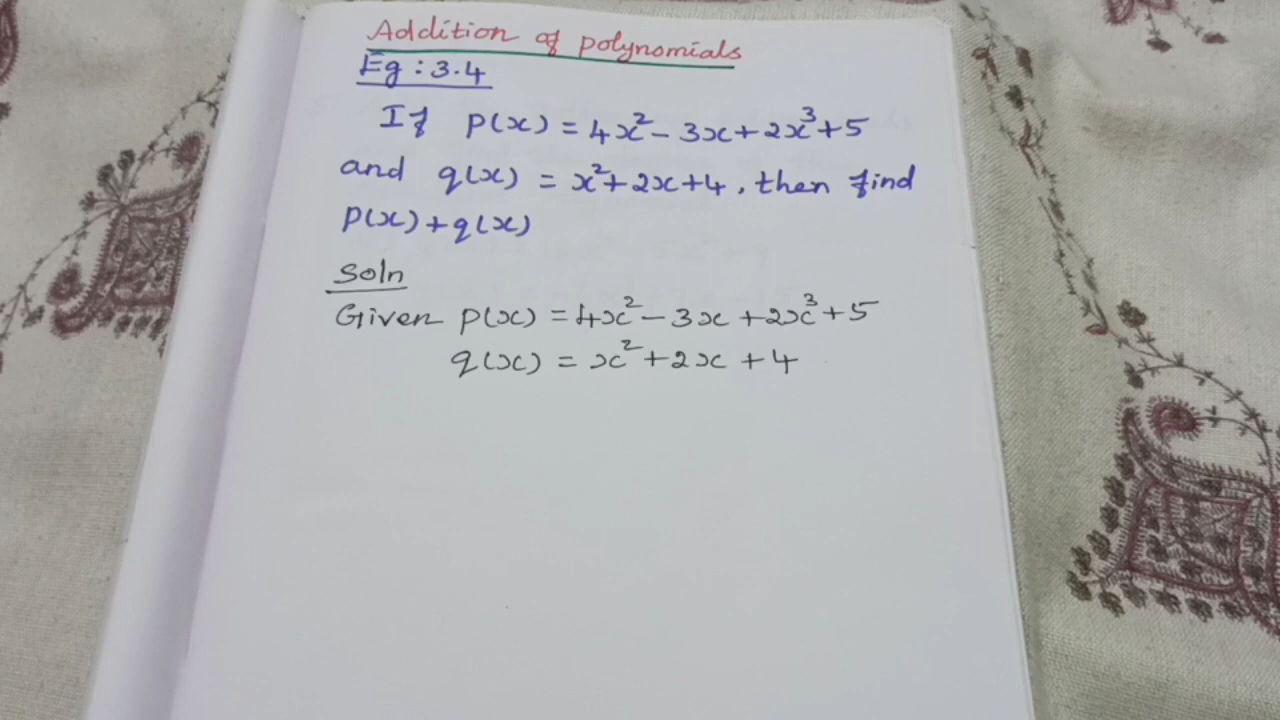 Addition of polynomials
Eg : 3.4
If P(x) = 4x² - 3x + 2x³ + 5
and q(x) = x² + 2x + 4, then find
P(x) + q(x)
Soln
Given P(x) = 4x² - 3x + 2x³ + 5
q(x) = x² + 2x + 4